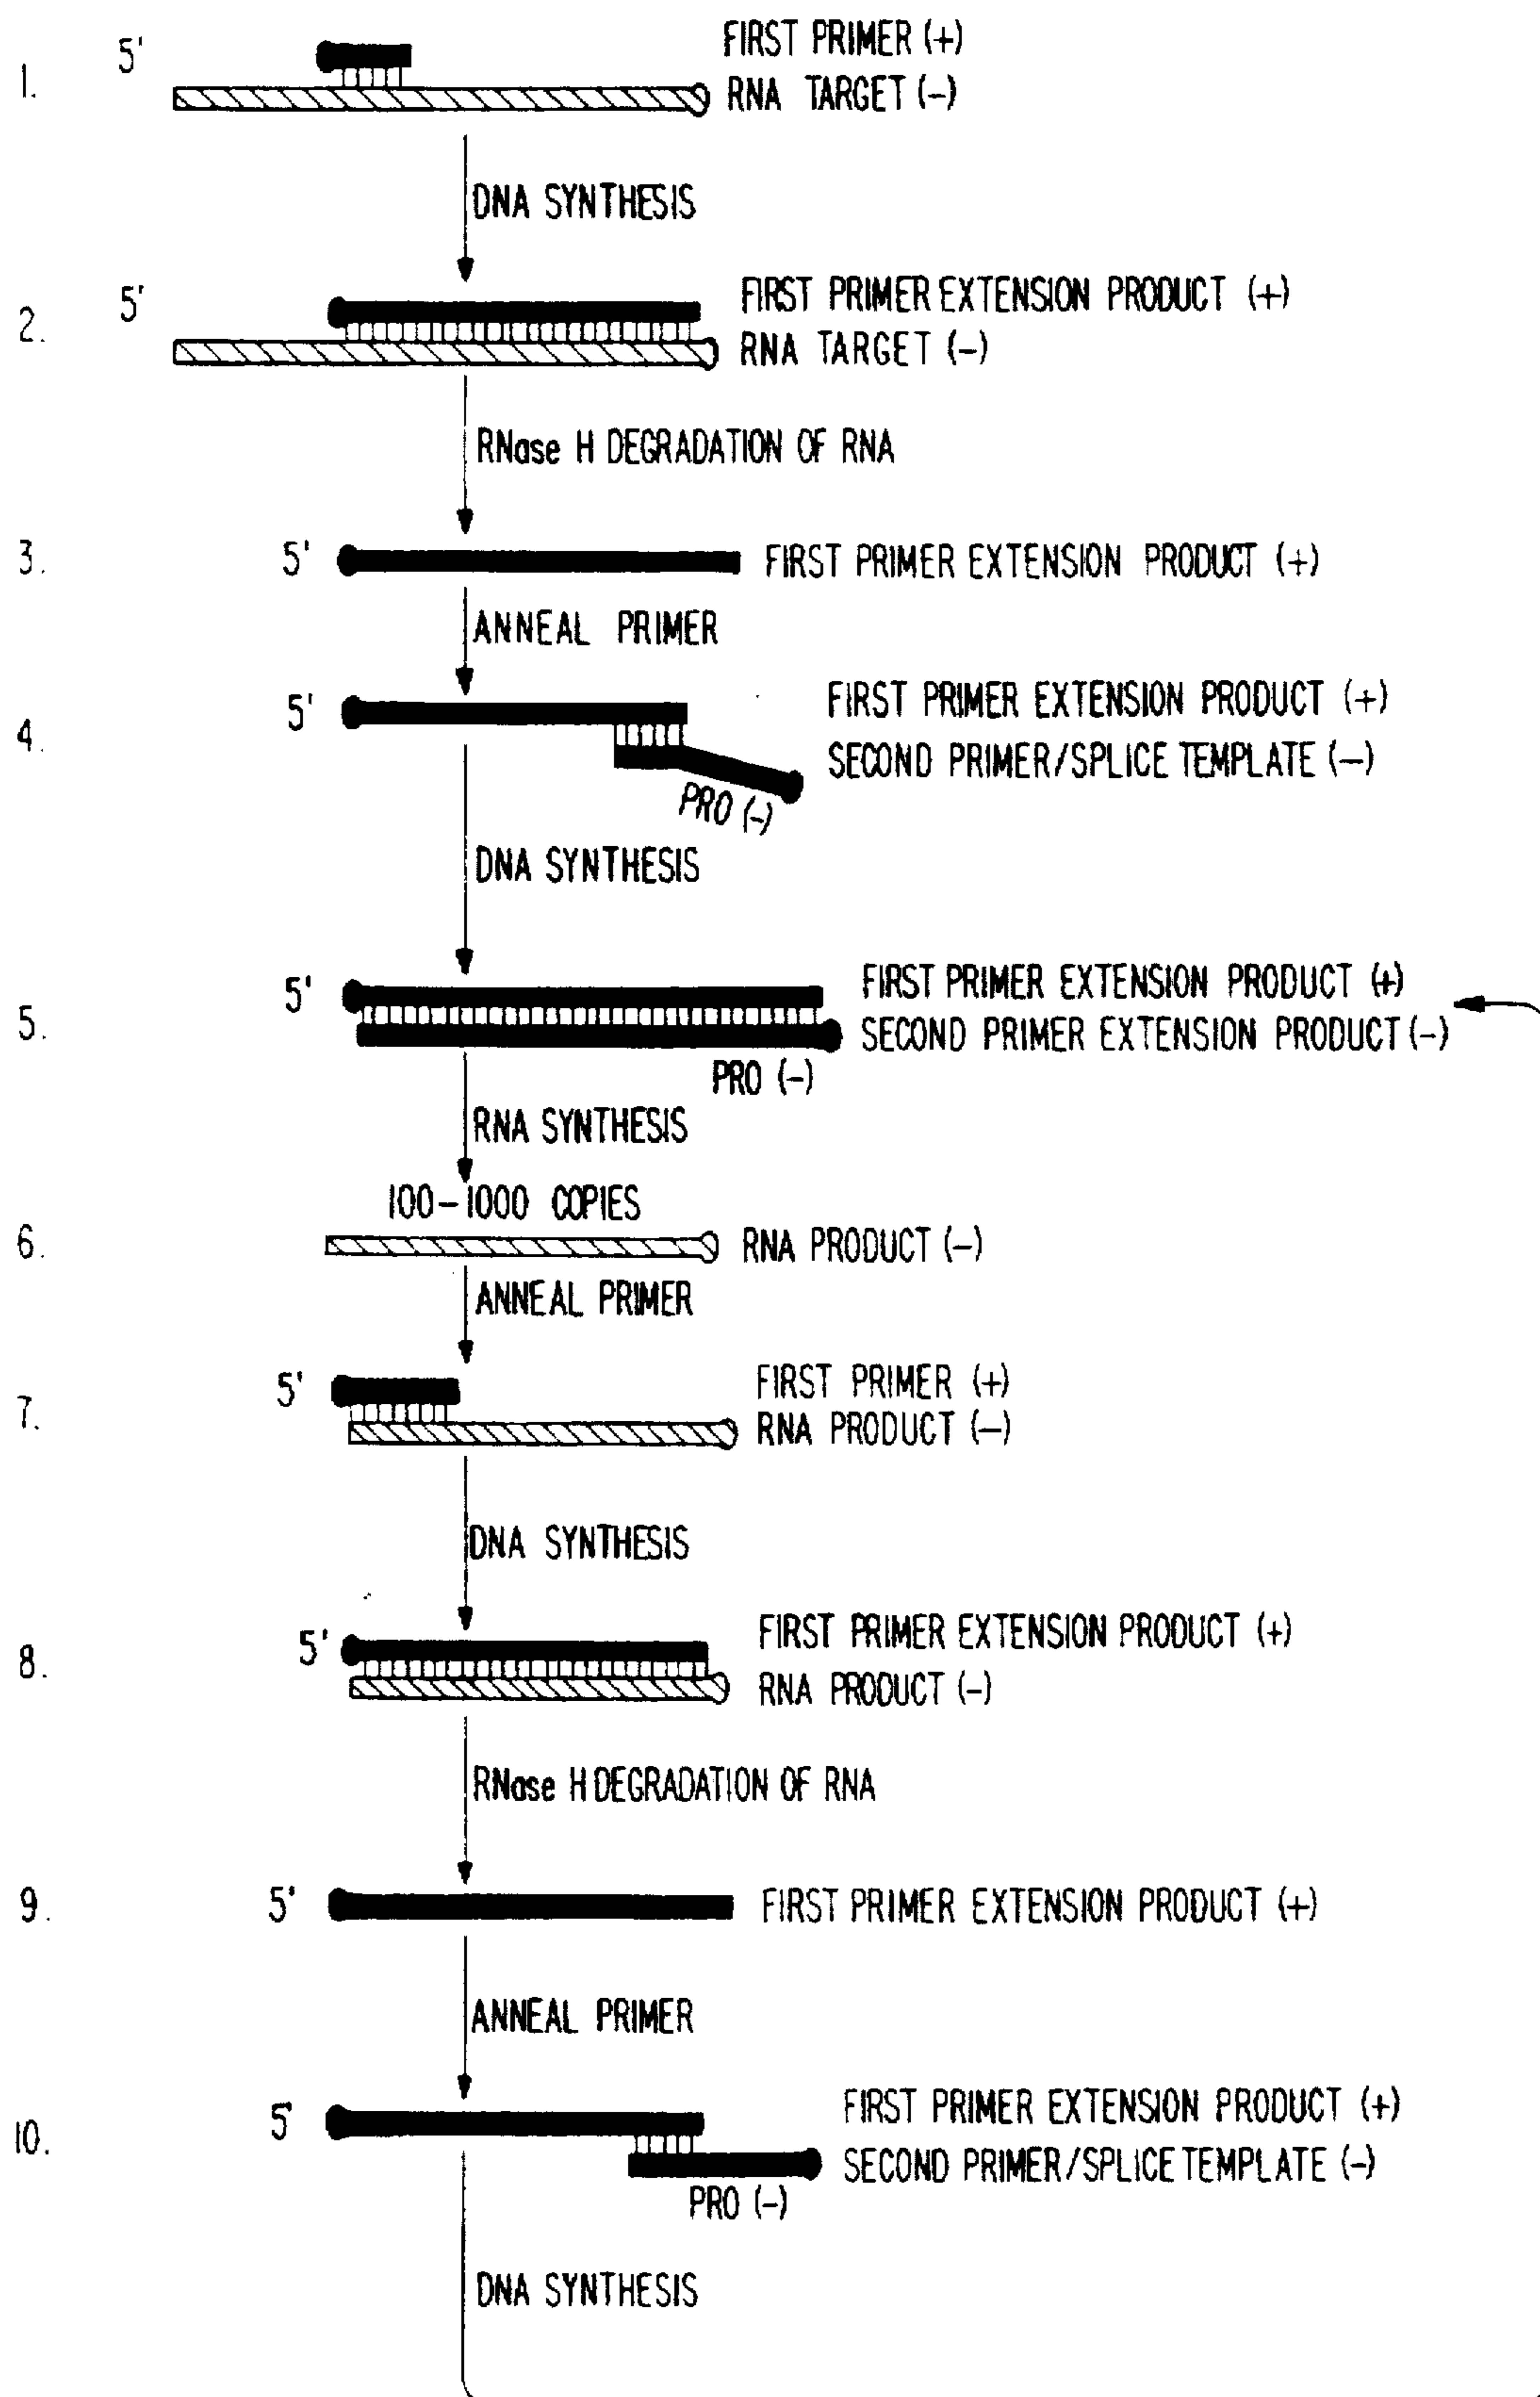 1.
5'
FIRST PRIMER (+)
RNA TARGET (-)
DNA SYNTHESIS
2.
5'
FIRST PRIMER EXTENSION PRODUCT (+)
RNA TARGET (-)
RNase H DEGRADATION OF RNA
3.
5'
FIRST PRIMER EXTENSION PRODUCT (+)
ANNEAL PRIMER
4.
5'
FIRST PRIMER EXTENSION PRODUCT (+)
SECOND PRIMER/SPLICE TEMPLATE (-)
PRO (-)
DNA SYNTHESIS
5.
5'
FIRST PRIMER EXTENSION PRODUCT (+)
SECOND PRIMER EXTENSION PRODUCT (-)
PRO (-)
RNA SYNTHESIS
100-1000 COPIES
6.
RNA PRODUCT (-)
ANNEAL PRIMER
7.
5'
FIRST PRIMER (+)
RNA PRODUCT (-)
DNA SYNTHESIS
8.
5'
FIRST PRIMER EXTENSION PRODUCT (+)
RNA PRODUCT (-)
RNase H DEGRADATION OF RNA
9.
5'
FIRST PRIMER EXTENSION PRODUCT (+)
ANNEAL PRIMER
10.
5'
FIRST PRIMER EXTENSION PRODUCT (+)
SECOND PRIMER/SPLICE TEMPLATE (-)
PRO (-)
DNA SYNTHESIS